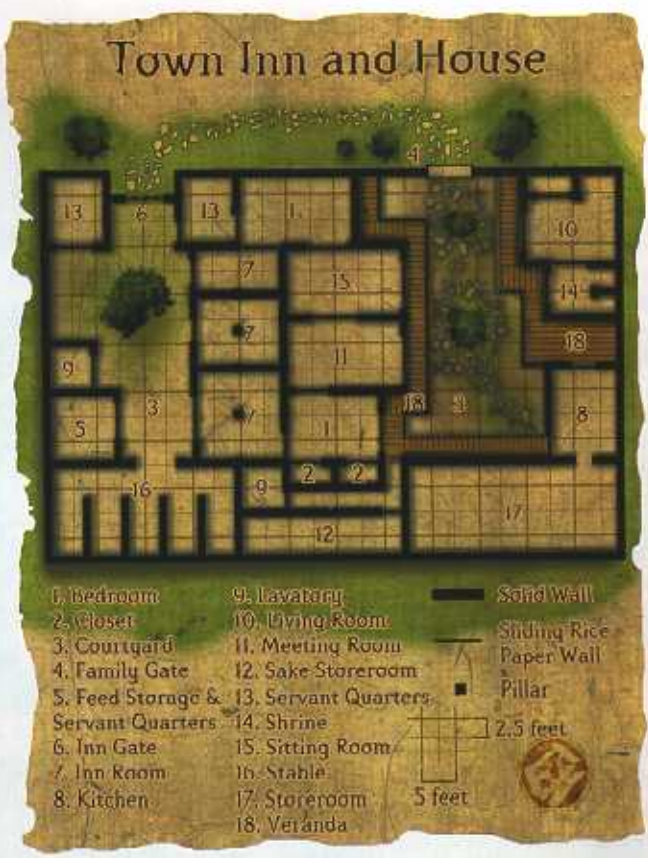 Town Inn and House
4
13
6
13
1
10
7
15
14
7
11
18
9
3
5
7
1
18
3
8
2
2
16
9
17
12
1. Bedroom
2. Closet
3. Courtyard
4. Family Gate
5. Feed Storage &
Servant Quarters
6. Inn Gate
7. Inn Room
8. Kitchen
9. Lavatory
10. Living Room
11. Meeting Room
12. Sake Storeroom
13. Servant Quarters
14. Shrine
15. Sitting Room
16. Stable
17. Storeroom
18. Veranda
Solid Wall
Sliding Rice
Paper Wall
Pillar
2.5 feet
5 feet